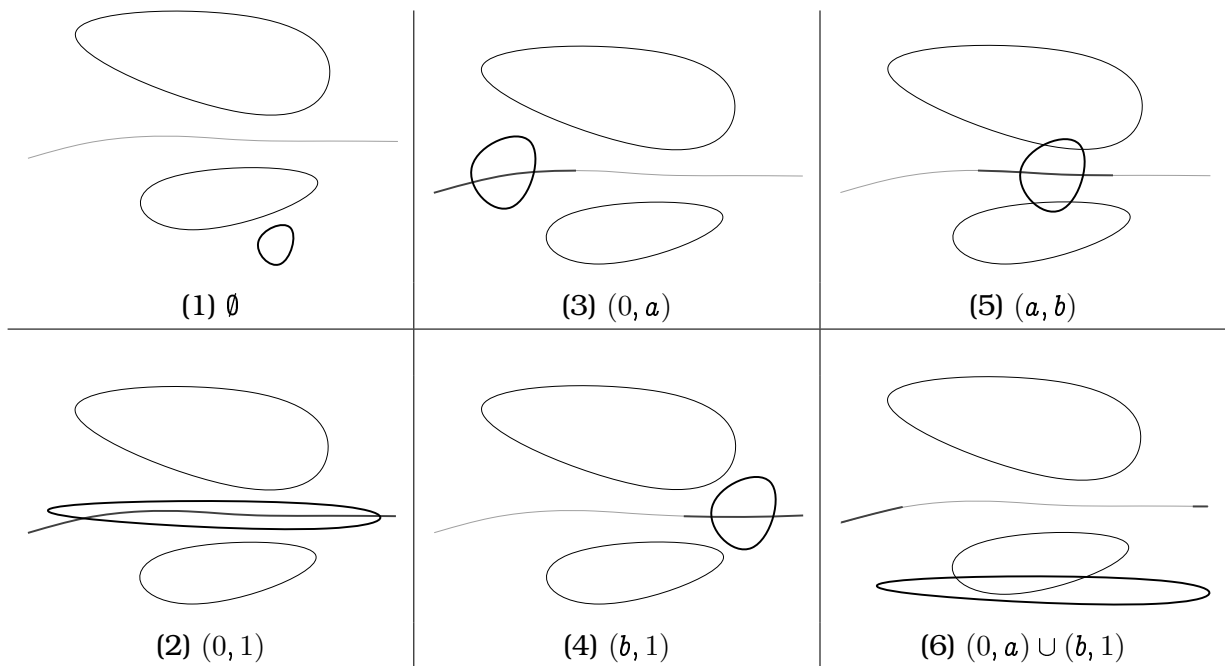 (1) ∅
(3) (0, a)
(5) (a, b)
(2) (0, 1)
(4) (b, 1)
(6) (0, a) ∪ (b, 1)